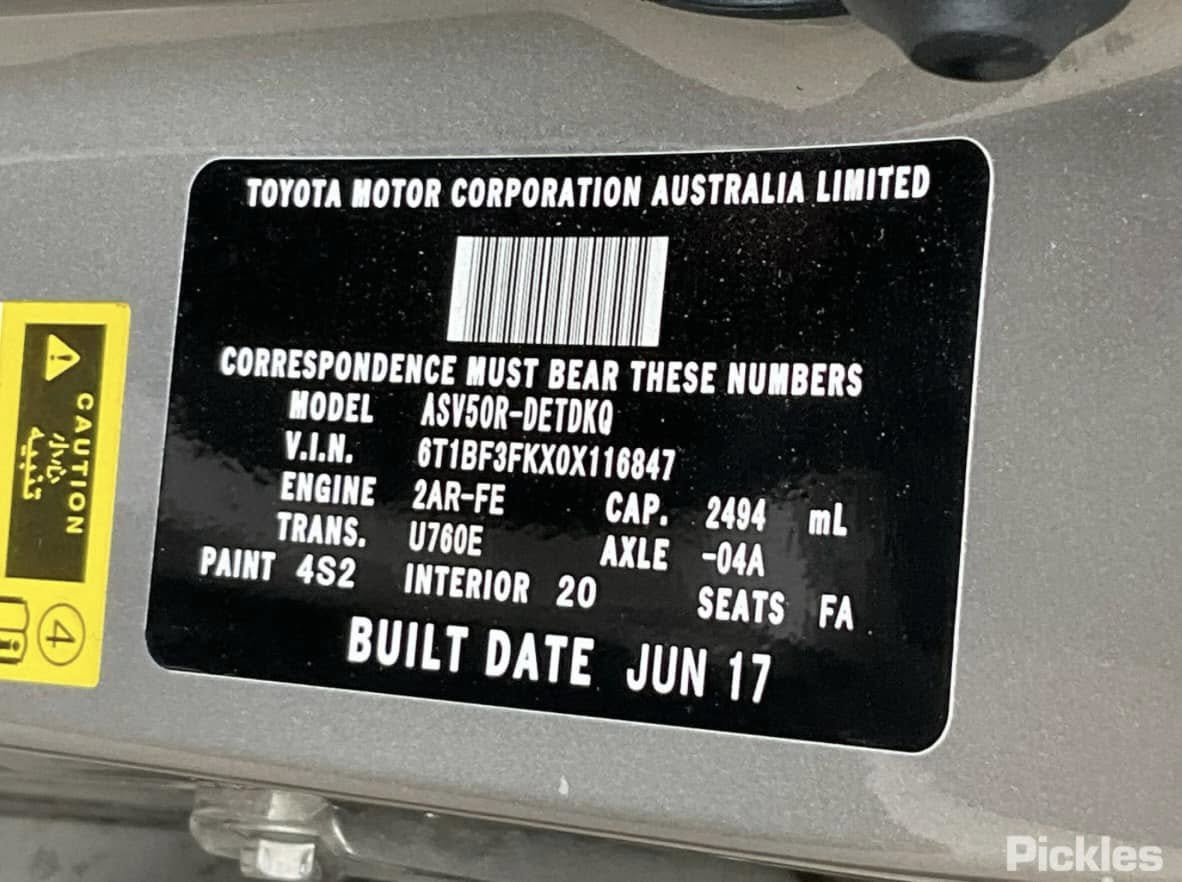 TOYOTA MOTOR CORPORATION AUSTRALIA LIMITED
CORRESPONDENCE MUST BEAR THESE NUMBERS
MODEL ASV50R-DETDKQ
V.I.N. 6T1BF3FKX0X116847
ENGINE 2AR-FE CAP. 2494 mL
TRANS. U760E AXLE -04A
PAINT 4S2 INTERIOR 20 SEATS FA
BUILT DATE JUN 17
CAUTION
تنبيه
4
Pickles